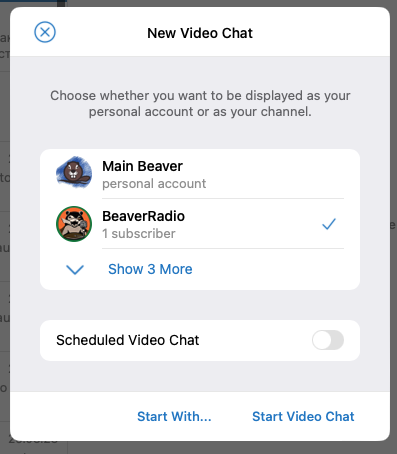 New Video Chat
Choose whether you want to be displayed as your
personal account or as your channel.
Main Beaver
personal account
BeaverRadio
1 subscriber
Show 3 More
Scheduled Video Chat
Start With...
Start Video Chat